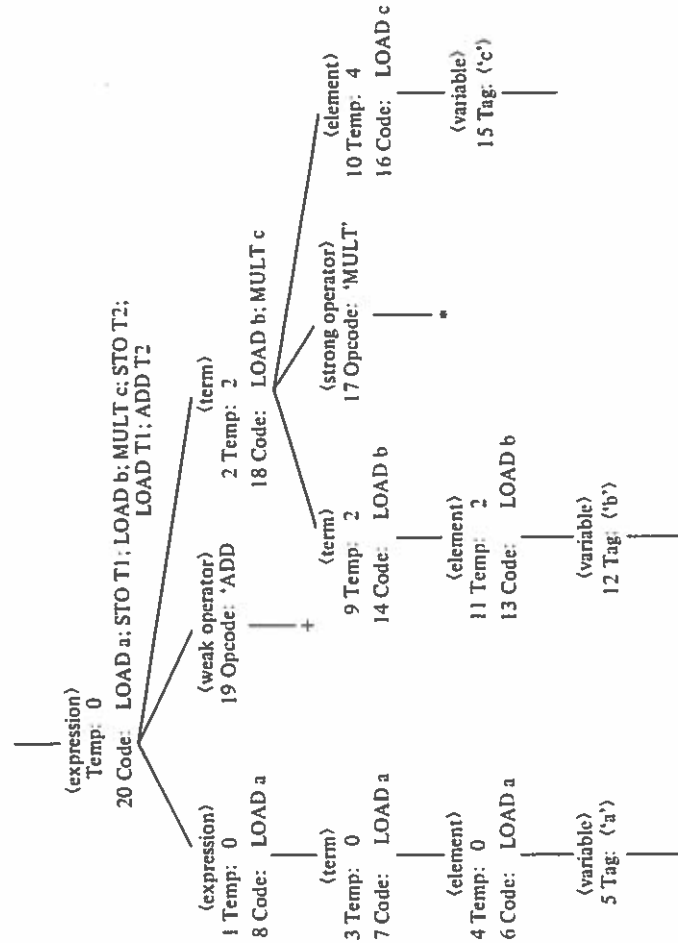 ⟨expression⟩
Temp: 0
20 Code: LOAD a; STO T1; LOAD b; MULT c; STO T2;
LOAD T1; ADD T2
⟨expression⟩
1 Temp: 0
8 Code: LOAD a
⟨weak operator⟩
19 Opcode: 'ADD
+
⟨term⟩
2 Temp: 2
18 Code: LOAD b; MULT c
⟨term⟩
3 Temp: 0
7 Code: LOAD a
⟨term⟩
9 Temp: 2
14 Code: LOAD b
⟨strong operator⟩
17 Opcode: 'MULT'
*
⟨element⟩
10 Temp: 4
16 Code: LOAD c
⟨element⟩
4 Temp: 0
6 Code: LOAD a
⟨element⟩
11 Temp: 2
13 Code: LOAD b
⟨variable⟩
15 Tag: ⟨'c'⟩
⟨variable⟩
5 Tag: ⟨'a'⟩
⟨variable⟩
12 Tag: ⟨'b'⟩